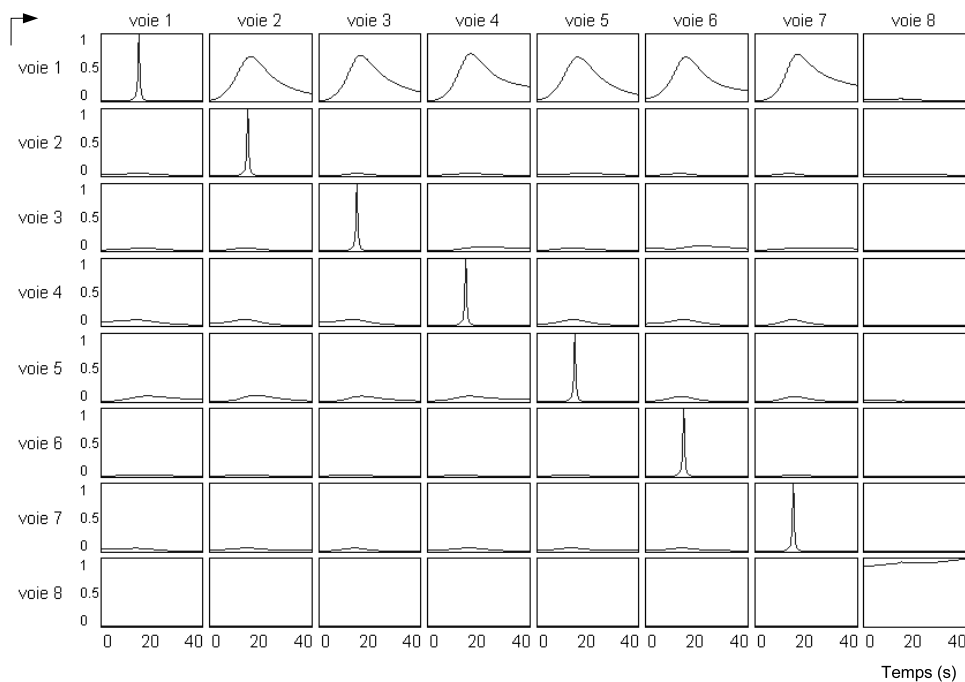 voie 1 voie 2 voie 3 voie 4 voie 5 voie 6 voie 7 voie 8
voie 1 1 0.5 0
voie 2 1 0.5 0
voie 3 1 0.5 0
voie 4 1 0.5 0
voie 5 1 0.5 0
voie 6 1 0.5 0
voie 7 1 0.5 0
voie 8 1 0.5 0
0 20 40 0 20 40 0 20 40 0 20 40 0 20 40 0 20 40 0 20 40 0 20 40
Temps (s)